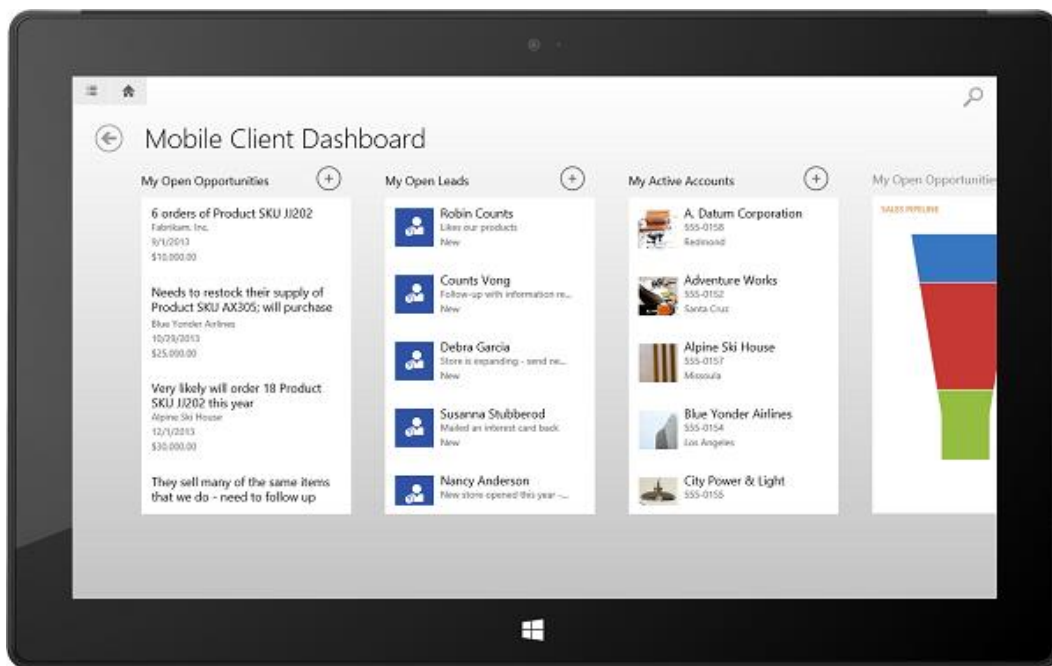 Mobile Client Dashboard
My Open Opportunities
6 orders of Product SKU JJ202
Fabrikam, Inc.
9/1/2013
$10,000.00
Needs to restock their supply of
Product SKU AX305; will purchase
Blue Yonder Airlines
10/29/2013
$25,000.00
Very likely will order 18 Product
SKU JJ202 this year
Alpine Ski House
12/1/2013
$30,000.00
They sell many of the same items
that we do - need to follow up
My Open Leads
Robin Counts
Likes our products
New
Counts Vong
Follow-up with information re...
New
Debra Garcia
Store is expanding - send ne...
New
Susanna Stubberod
Mailed an interest card back
New
Nancy Anderson
New store opened this year -...
My Active Accounts
A. Datum Corporation
555-0158
Redmond
Adventure Works
555-0152
Santa Cruz
Alpine Ski House
555-0157
Missoula
Blue Yonder Airlines
555-0154
Los Angeles
City Power & Light
555-0155
My Open Opportunitie
SALES PIPELINE